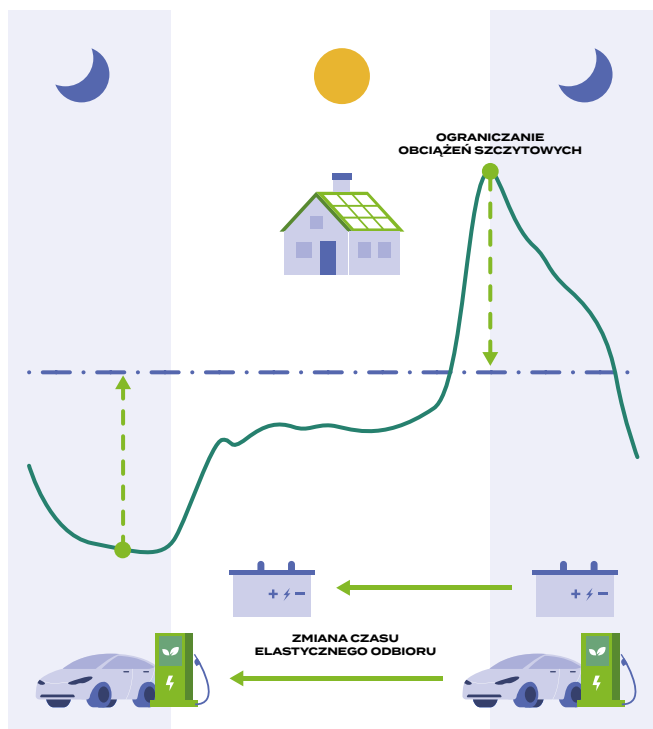 OGRANICZANIE
OBCIĄŻEŃ SZCZYTOWYCH
ZMIANA CZASU
ELASTYCZNEGO ODBIORU